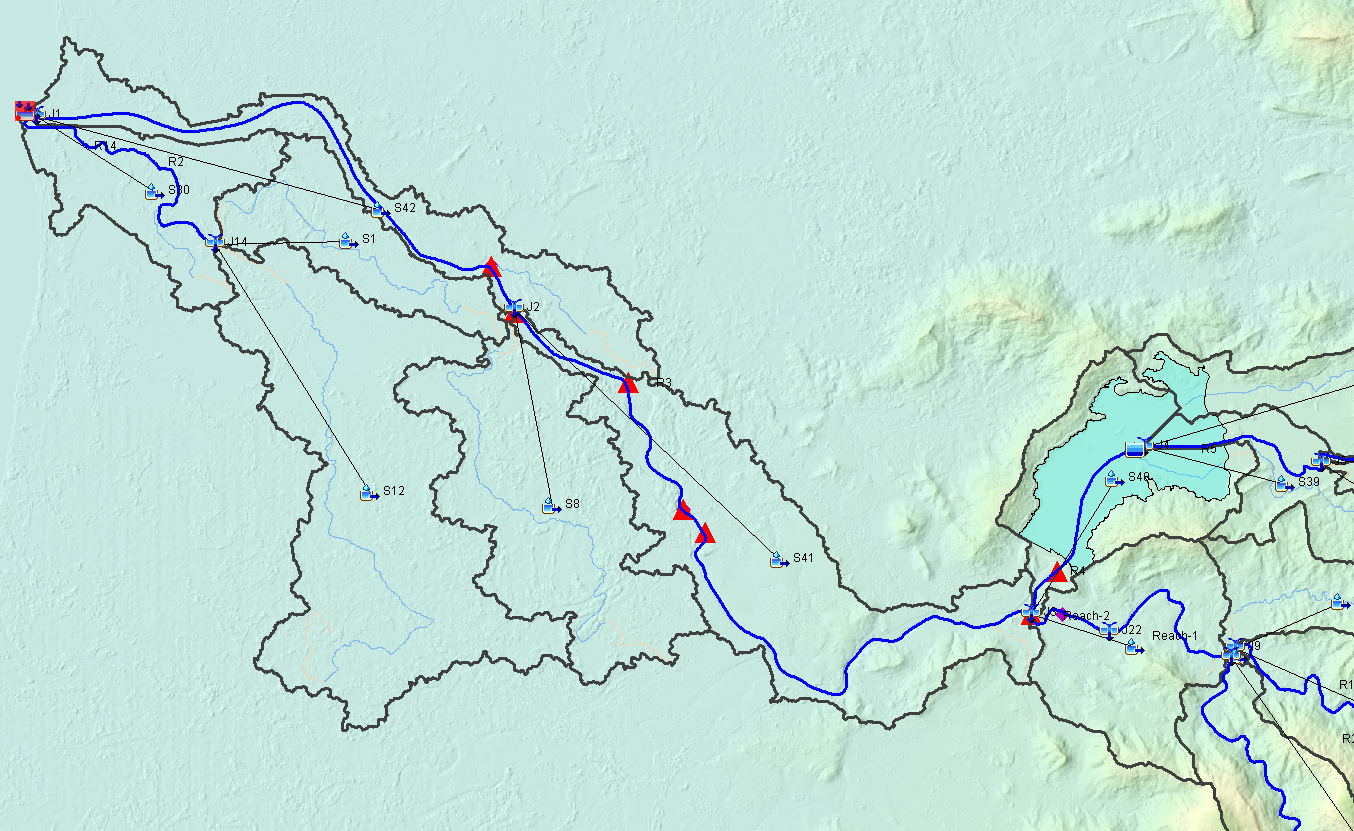 J1
R14
R2
S30
S42
J14
S1
J2
R3
S12
S8
S41
R5
S39
R4
Reach-2
J22
Reach-1
R1